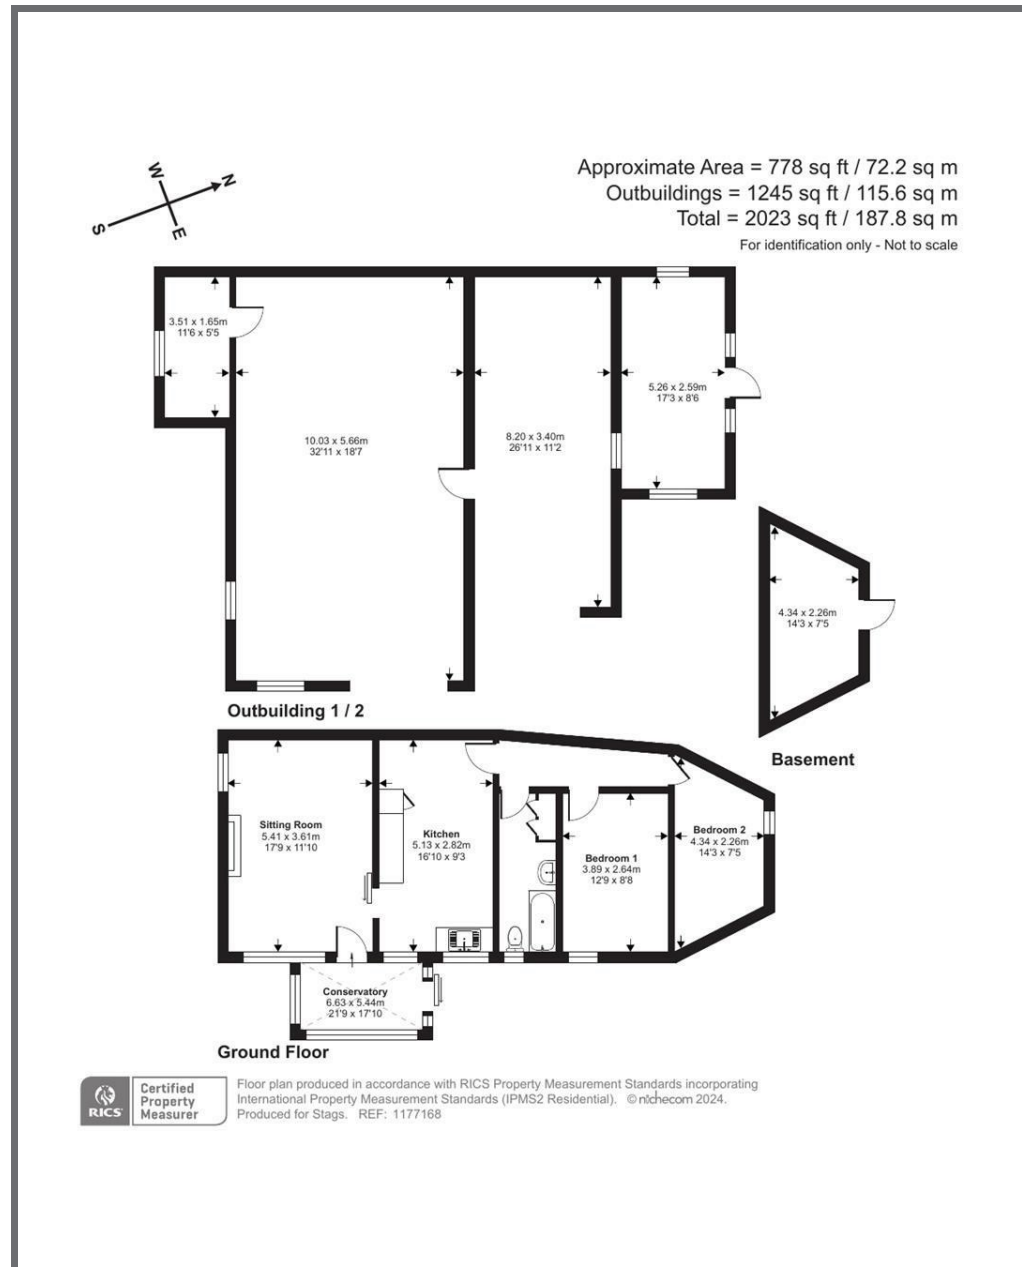 W
N
S
E
Approximate Area = 778 sq ft / 72.2 sq m
Outbuildings = 1245 sq ft / 115.6 sq m
Total = 2023 sq ft / 187.8 sq m
For identification only - Not to scale
3.51 x 1.65m
11'6 x 5'5
10.03 x 5.66m
32'11 x 18'7
8.20 x 3.40m
26'11 x 11'2
5.26 x 2.59m
17'3 x 8'6
4.34 x 2.26m
14'3 x 7'5
Outbuilding 1 / 2
Basement
Sitting Room
5.41 x 3.61m
17'9 x 11'10
Kitchen
5.13 x 2.82m
16'10 x 9'3
Bedroom 1
3.89 x 2.64m
12'9 x 8'8
Bedroom 2
4.34 x 2.26m
14'3 x 7'5
Conservatory
6.63 x 5.44m
21'9 x 17'10
Ground Floor
RICS
Certified
Property
Measurer
Floor plan produced in accordance with RICS Property Measurement Standards incorporating
International Property Measurement Standards (IPMS2 Residential). © nichecom 2024.
Produced for Stags. REF: 1177168